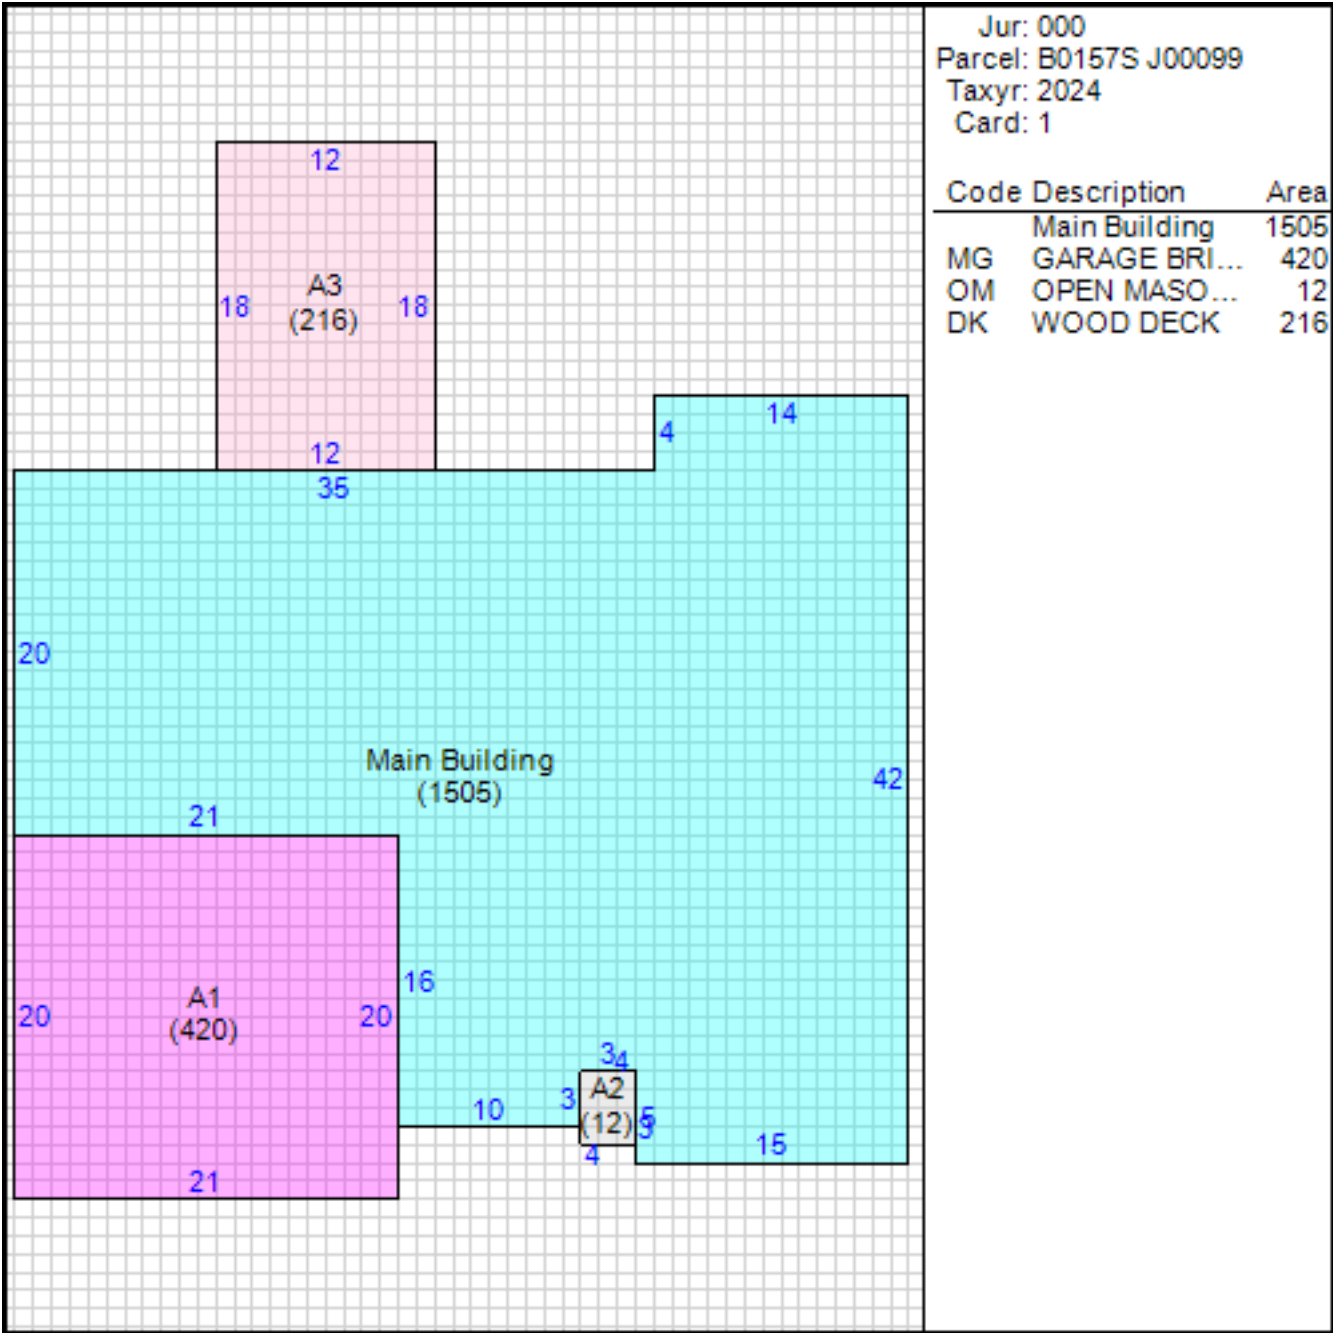 Jur: 000
Parcel: B0157S J00099
Taxyr: 2024
Card: 1
Code Description Area
Main Building 1505
MG GARAGE BRI... 420
OM OPEN MASO... 12
DK WOOD DECK 216
12
A3
18 (216) 18
12
14
4
35
20
Main Building
(1505)
42
21
16
A1
20 (420) 20
21
3
4
A2
3
(12)
10
5
3
4
15